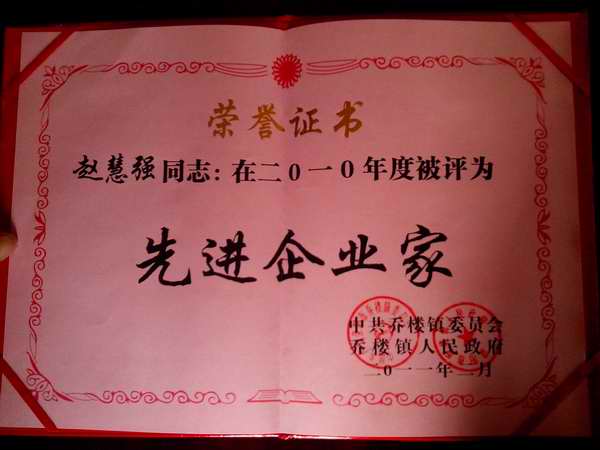 荣誉证书
赵慧强同志：在二0一0年度被评为
先进企业家
中共乔楼镇委员会
乔楼镇人民政府
二0一一年二月